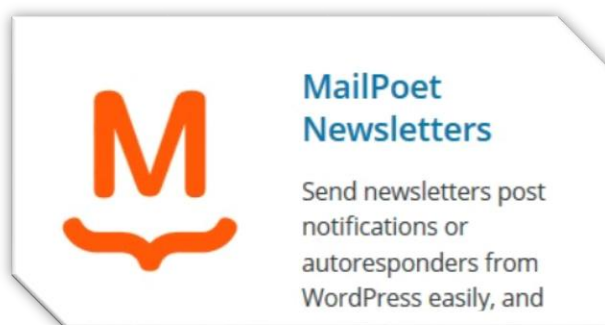 M
MailPoet
Newsletters
Send newsletters post
notifications or
autoresponders from
WordPress easily, and